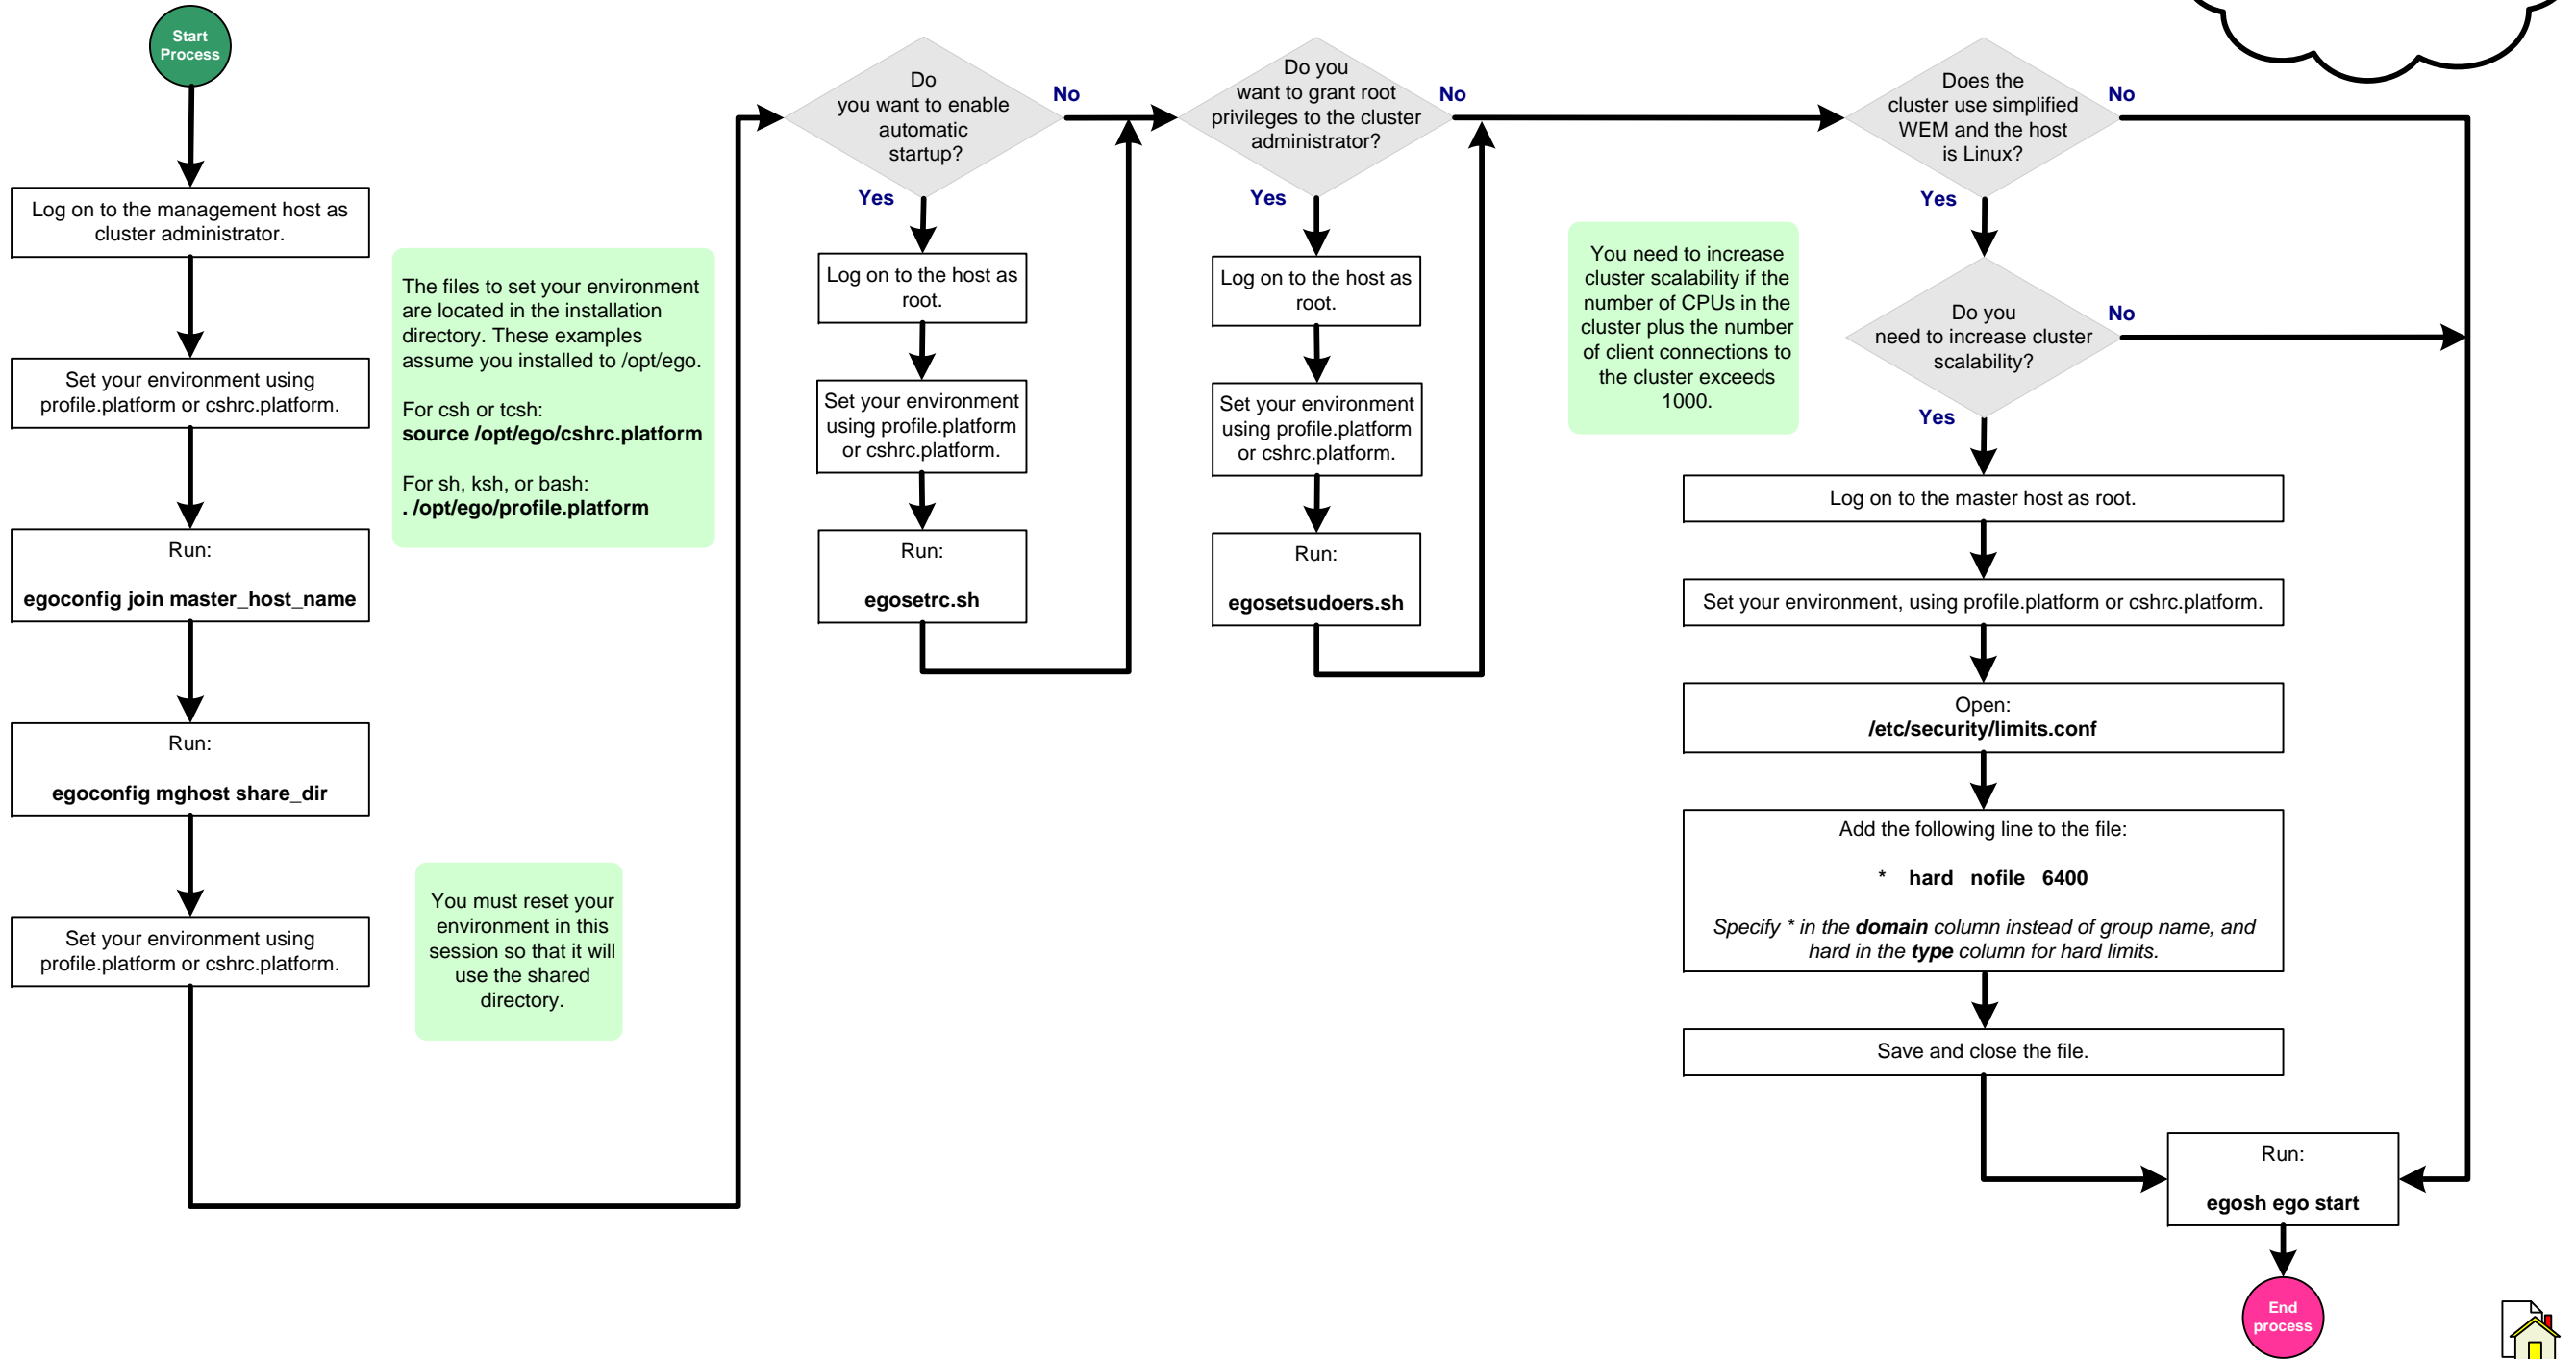 Start
Process
Log on to the management host as
cluster administrator.
Set your environment using
profile.platform or cshrc.platform.
Run:
egoconfig join master_host_name
Run:
egoconfig mghost share_dir
Set your environment using
profile.platform or cshrc.platform.
The files to set your environment
are located in the installation
directory. These examples
assume you installed to /opt/ego.
For csh or tcsh:
source /opt/ego/cshrc.platform
For sh, ksh, or bash:
. /opt/ego/profile.platform
You must reset your
environment in this
session so that it will
use the shared
directory.
Do
you want to enable
automatic
startup?
No
Yes
Log on to the host as
root.
Set your environment
using profile.platform
or cshrc.platform.
Run:
egosetrc.sh
Do you
want to grant root
privileges to the cluster
administrator?
No
Yes
Log on to the host as
root.
Set your environment
using profile.platform
or cshrc.platform.
Run:
egosetsudoers.sh
You need to increase
cluster scalability if the
number of CPUs in the
cluster plus the number
of client connections to
the cluster exceeds
1000.
Does the
cluster use simplified
WEM and the host
is Linux?
No
Yes
Do you
need to increase cluster
scalability?
No
Yes
Log on to the master host as root.
Set your environment, using profile.platform or cshrc.platform.
Open:
/etc/security/limits.conf
Add the following line to the file:
* hard nofile 6400
Specify * in the domain column instead of group name, and
hard in the type column for hard limits.
Save and close the file.
Run:
egosh ego start
End
process